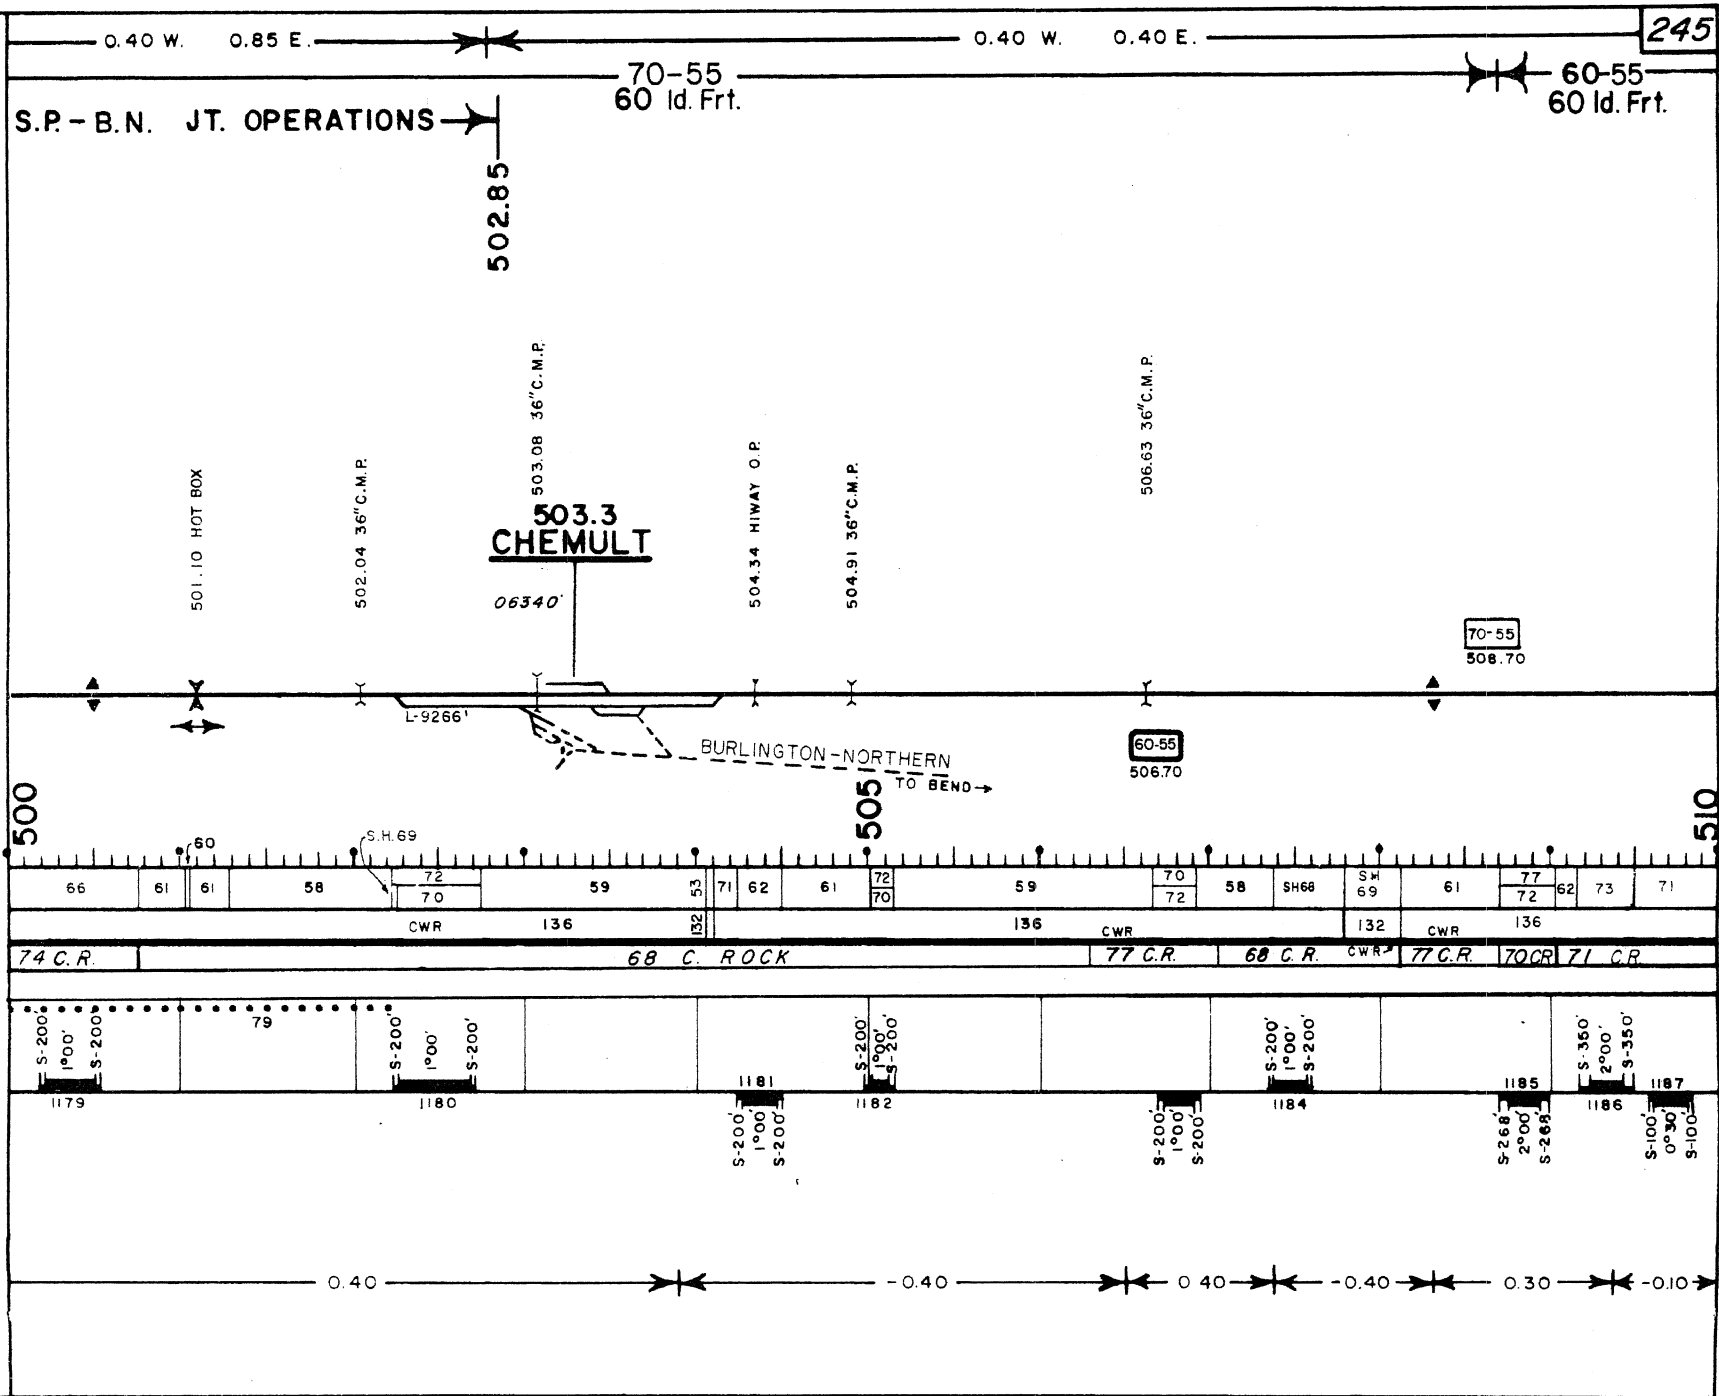 0.40 W. 0.85 E. 0.40 W. 0.40 E. 245
70-55 60-55
60 ld. Frt. 60 ld. Frt.
S.P. - B.N. JT. OPERATIONS
502.85
501.10 HOT BOX
502.04 36"C.M.P.
503.08 36"C.M.P.
504.34 HIWAY O.P.
504.91 36"C.M.P.
506.63 36"C.M.P.
503.3
CHEMULT
06340'
70-55
508.70
L-9266'
BURLINGTON-NORTHERN
TO BEND→
60-55
506.70
500 505 510
60 S.H.69
66 61 61 58 72 59 53 71 62 61 72 59 70 58 SH68 SH 61 77 62 73 71
70 70 72 69 72
CWR 136 132 136 CWR 132 CWR 136
74 C.R. 68 C. ROCK 77 C.R. 68 C.R. CWR 77 C.R. 70CR 71 C.R.
79
S-200' 1°00' S-200' S-200' 1°00' S-200' S-200' 1°00' S-200' S-200' 1°00' S-200' S-350' 2°00' S-350'
1181 1185 1187
1179 1180 1182 1184 1186
S-200' 1°00' S-200' S-200' 1°00' S-200' S-268' 2°00' S-268' S-100' 0°30' S-100'
0.40 -0.40 0.40 -0.40 0.30 -0.10